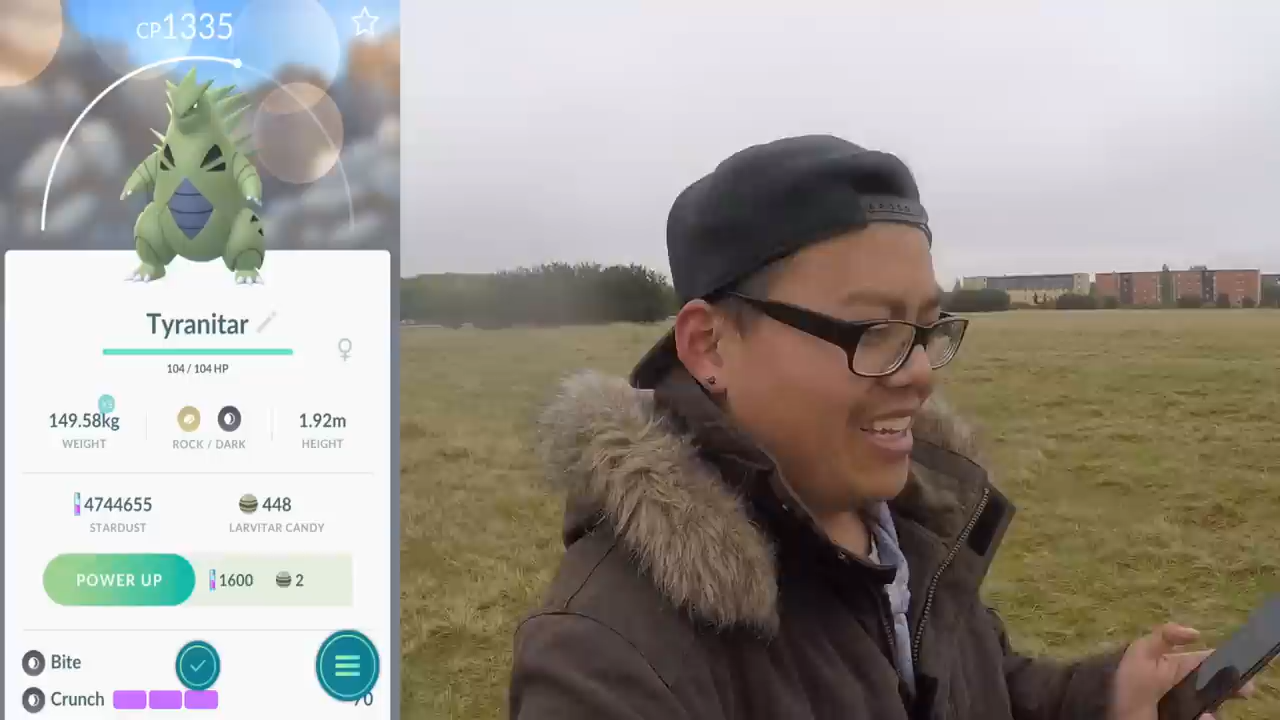 CP1335
Tyranitar
104 / 104 HP
149.58kg
WEIGHT
ROCK / DARK
1.92m
HEIGHT
4744655
STARDUST
448
LARVITAR CANDY
POWER UP
1600
2
Bite
Crunch